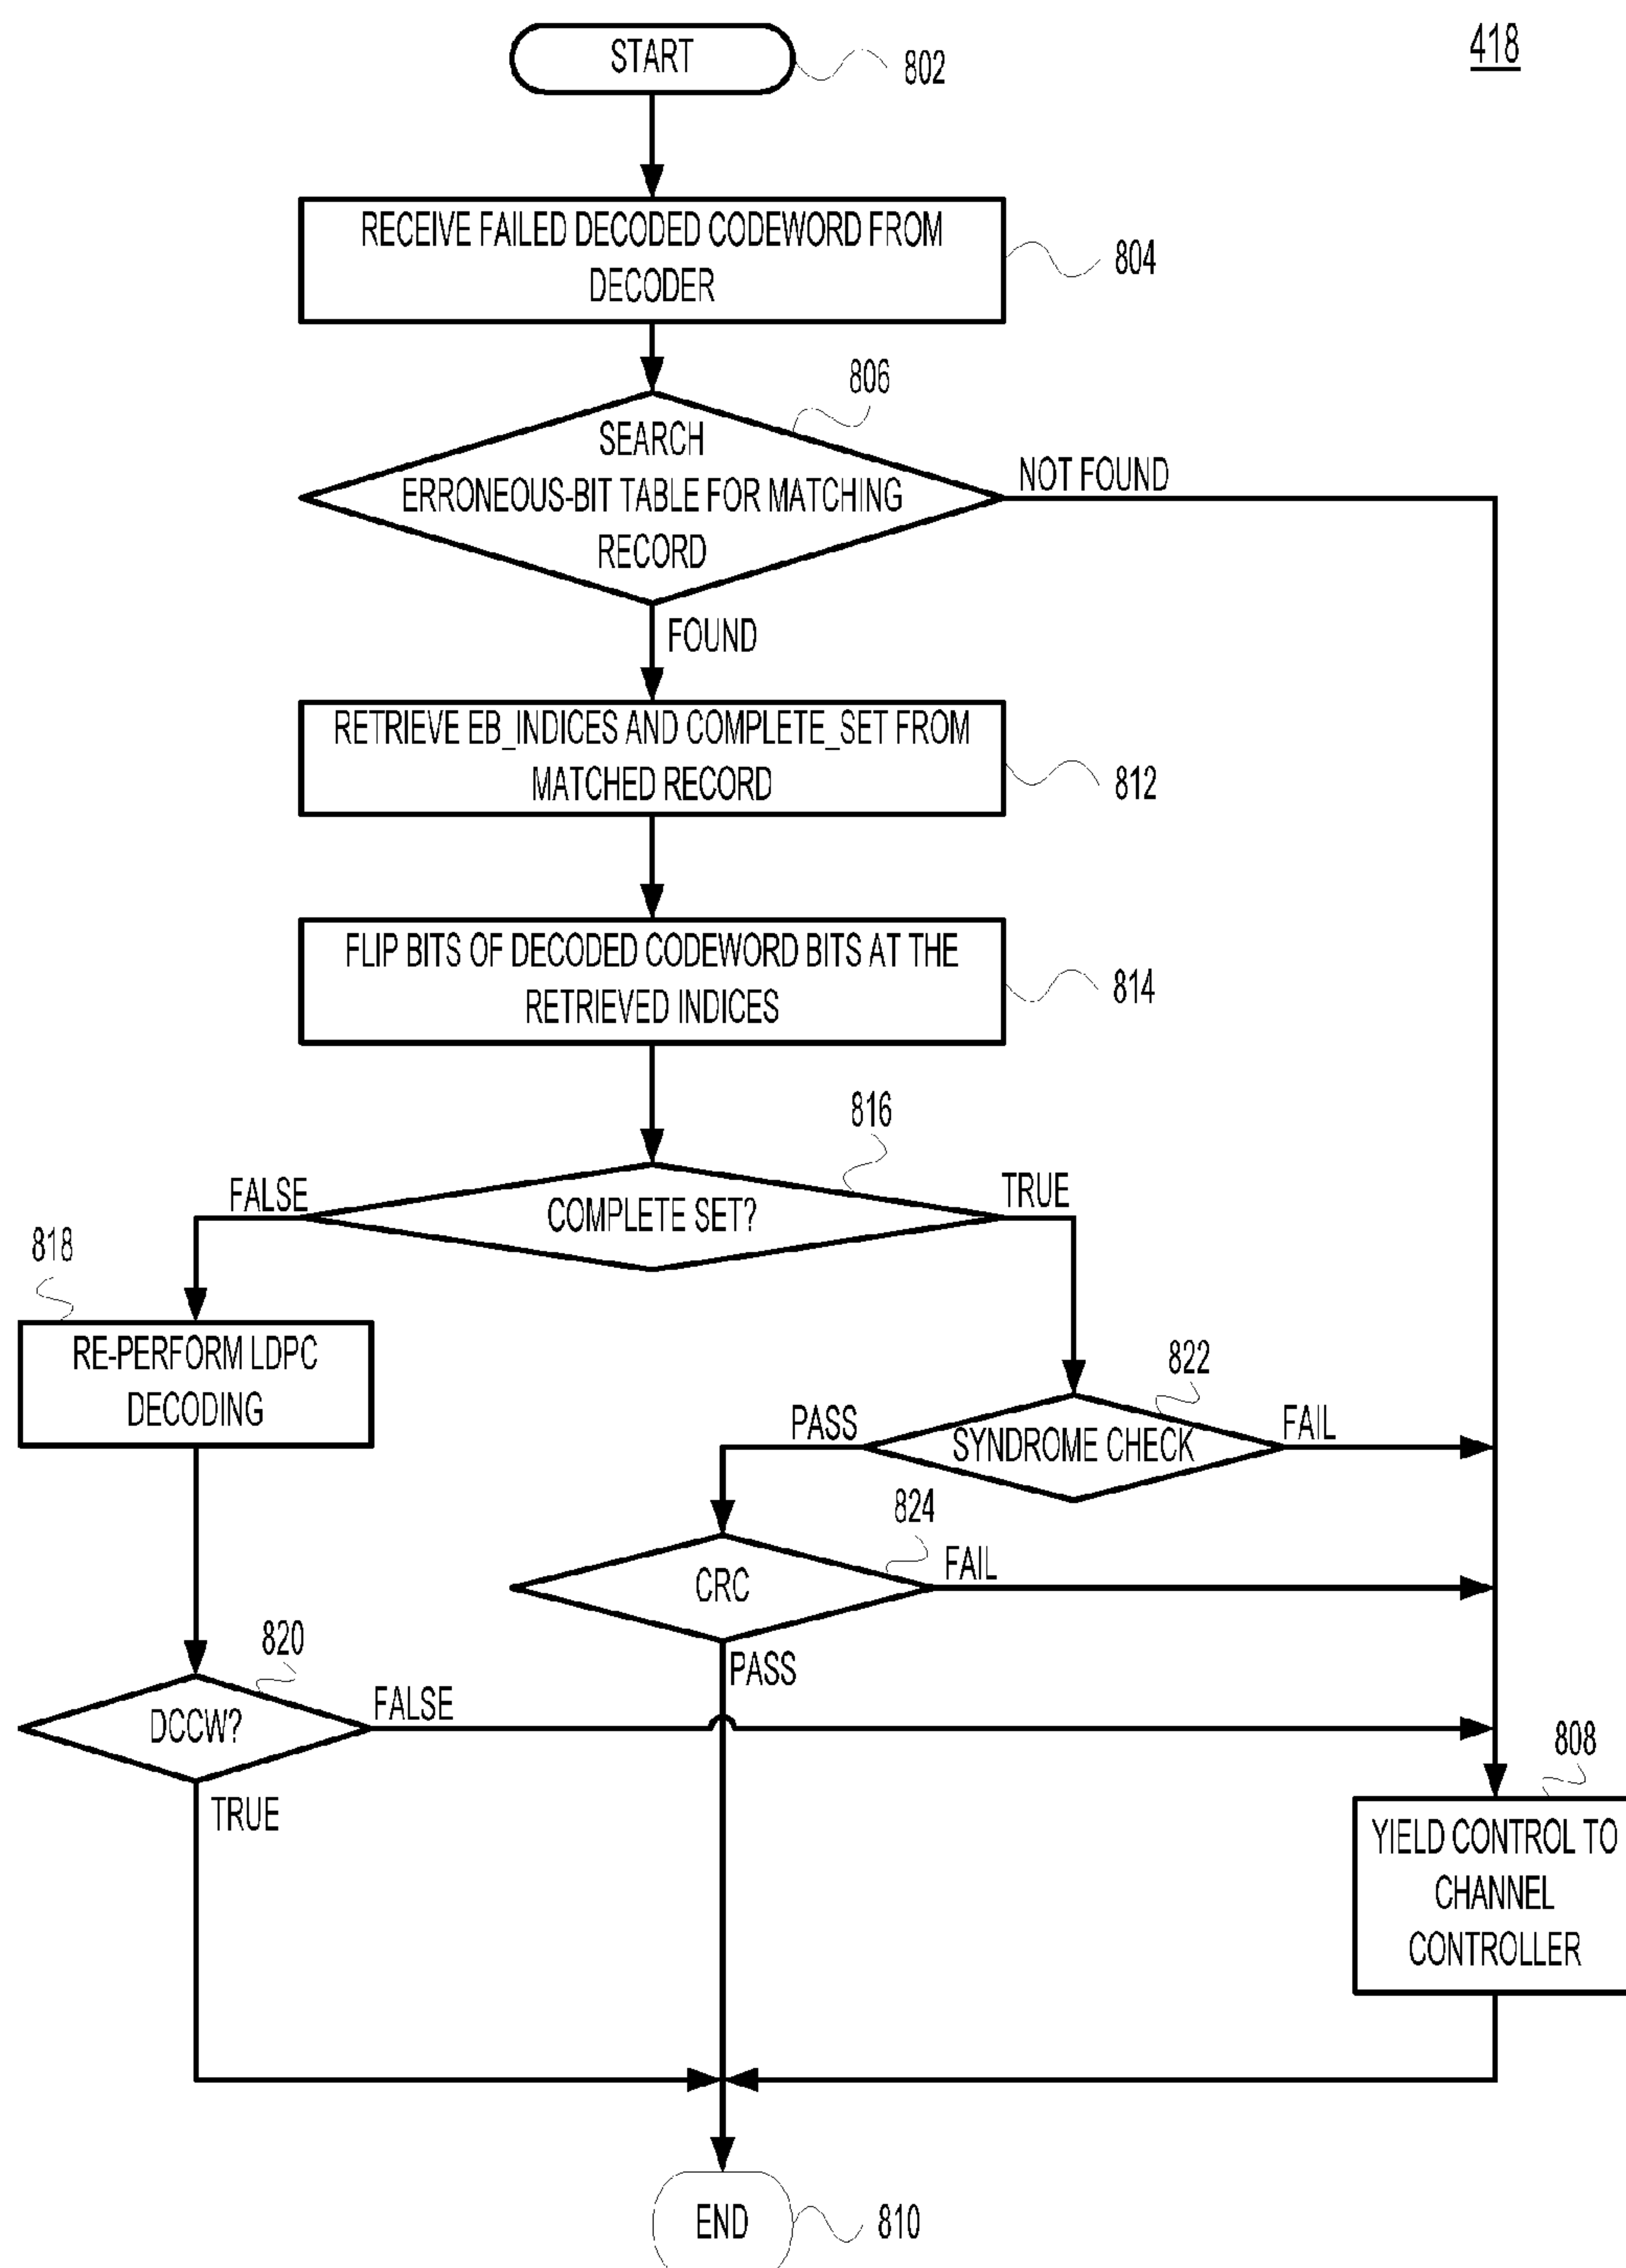 418
START
802
RECEIVE FAILED DECODED CODEWORD FROM
DECODER
804
806
SEARCH
ERRONEOUS-BIT TABLE FOR MATCHING
RECORD
NOT FOUND
FOUND
RETRIEVE EB_INDICES AND COMPLETE_SET FROM
MATCHED RECORD
812
FLIP BITS OF DECODED CODEWORD BITS AT THE
RETRIEVED INDICES
814
816
FALSE
COMPLETE SET?
TRUE
818
RE-PERFORM LDPC
DECODING
822
PASS
SYNDROME CHECK
FAIL
824
CRC
FAIL
PASS
820
DCCW?
FALSE
TRUE
808
YIELD CONTROL TO
CHANNEL
CONTROLLER
END
810